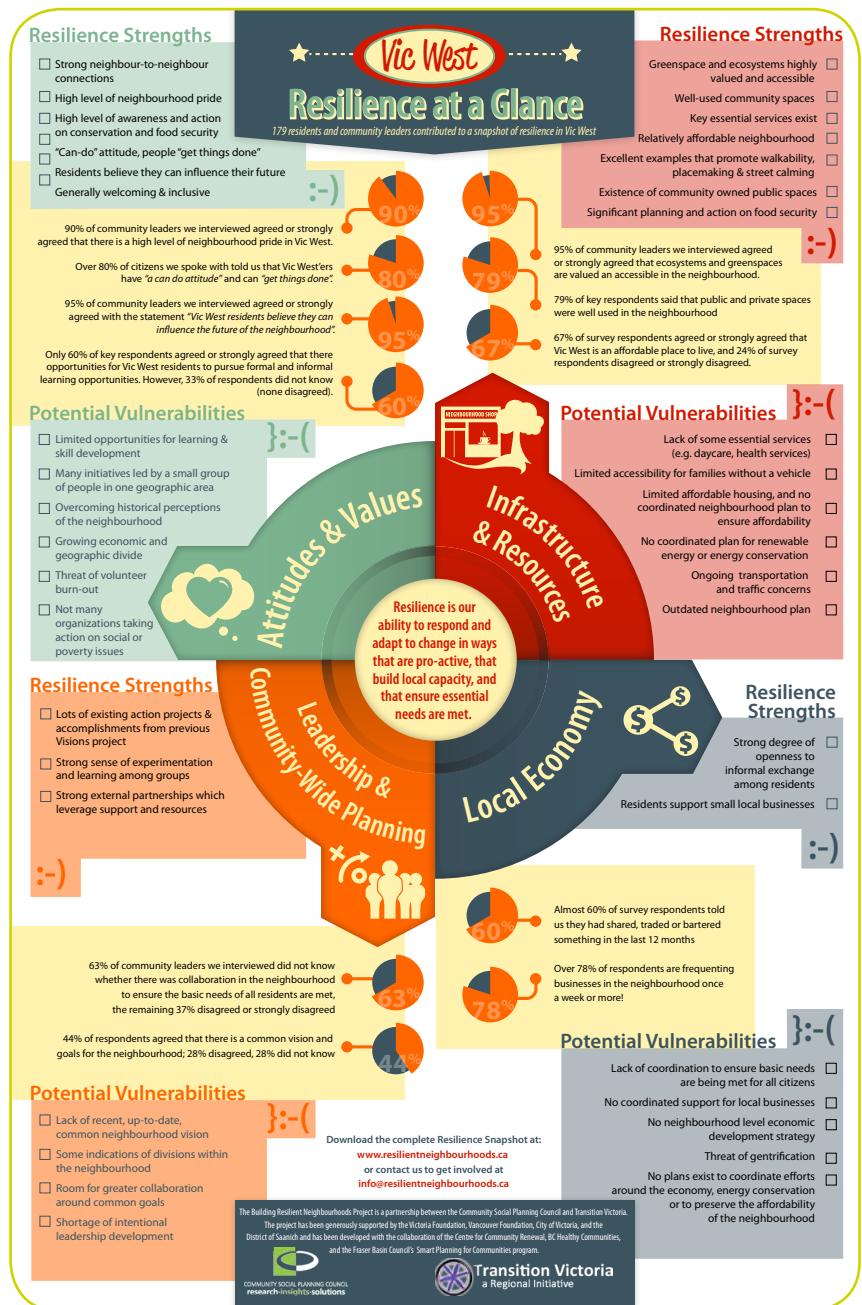 Vic West
Resilience at a Glance
179 residents and community leaders contributed to a snapshot of resilience in Vic West
Resilience Strengths
Strong neighbour-to-neighbour
connections
High level of neighbourhood pride
High level of awareness and action
on conservation and food security
"Can-do" attitude, people "get things done"
Residents believe they can influence their future
Generally welcoming & inclusive
:-)
90% of community leaders we interviewed agreed or strongly
agreed that there is a high level of neighbourhood pride in Vic West.
90%
Over 80% of citizens we spoke with told us that Vic West'ers
have "a can do attitude" and can "get things done".
80%
95% of community leaders we interviewed agreed or strongly
agreed with the statement "Vic West residents believe they can
influence the future of the neighbourhood".
95%
Only 60% of key respondents agreed or strongly agreed that there
opportunities for Vic West residents to pursue formal and informal
learning opportunities. However, 33% of respondents did not know
(none disagreed).
60%
Potential Vulnerabilities
}:-(
Limited opportunities for learning &
skill development
Many initiatives led by a small group
of people in one geographic area
Overcoming historical perceptions
of the neighbourhood
Growing economic and
geographic divide
Threat of volunteer
burn-out
Not many
organizations taking
action on social or
poverty issues
Attitudes & Values
Resilience Strengths
Greenspace and ecosystems highly
valued and accessible
Well-used community spaces
Key essential services exist
Relatively affordable neighbourhood
Excellent examples that promote walkability,
placemaking & street calming
Existence of community owned public spaces
Significant planning and action on food security
:-)
95%
95% of community leaders we interviewed agreed
or strongly agreed that ecosystems and greenspaces
are valued an accessible in the neighbourhood.
79%
79% of key respondents said that public and private spaces
were well used in the neighbourhood
67%
67% of survey respondents agreed or strongly agreed that
Vic West is an affordable place to live, and 24% of survey
respondents disagreed or strongly disagreed.
Potential Vulnerabilities
}:-(
Lack of some essential services
(e.g. daycare, health services)
Limited accessibility for families without a vehicle
Limited affordable housing, and no
coordinated neighbourhood plan to
ensure affordability
No coordinated plan for renewable
energy or energy conservation
Ongoing transportation
and traffic concerns
Outdated neighbourhood plan
NEIGHBOURHOOD SHOP
Infrastructure
& Resources
Resilience is our
ability to respond and
adapt to change in ways
that are pro-active, that
build local capacity, and
that ensure essential
needs are met.
Resilience Strengths
Lots of existing action projects &
accomplishments from previous
Visions project
Strong sense of experimentation
and learning among groups
Strong external partnerships which
leverage support and resources
:-)
Leadership &
Community-Wide Planning
63% of community leaders we interviewed did not know
whether there was collaboration in the neighbourhood
to ensure the basic needs of all residents are met,
the remaining 37% disagreed or strongly disagreed
63%
44% of respondents agreed that there is a common vision and
goals for the neighbourhood; 28% disagreed, 28% did not know
44%
Potential Vulnerabilities
}:-(
Lack of recent, up-to-date,
common neighbourhood vision
Some indications of divisions within
the neighbourhood
Room for greater collaboration
around common goals
Shortage of intentional
leadership development
Local Economy
$
$
$
Resilience
Strengths
Strong degree of
openness to
informal exchange
among residents
Residents support small local businesses
:-)
60%
Almost 60% of survey respondents told
us they had shared, traded or bartered
something in the last 12 months
78%
Over 78% of respondents are frequenting
businesses in the neighbourhood once
a week or more!
Potential Vulnerabilities
}:-(
Lack of coordination to ensure basic needs
are being met for all citizens
No coordinated support for local businesses
No neighbourhood level economic
development strategy
Threat of gentrification
No plans exist to coordinate efforts
around the economy, energy conservation
or to preserve the affordability
of the neighbourhood
Download the complete Resilience Snapshot at:
www.resilientneighbourhoods.ca
or contact us to get involved at
info@resilientneighbourhoods.ca
The Building Resilient Neighbourhoods Project is a partnership between the Community Social Planning Council and Transition Victoria.
The project has been generously supported by the Victoria Foundation, Vancouver Foundation, City of Victoria, and the
District of Saanich and has been developed with the collaboration of the Centre for Community Renewal, BC Healthy Communities,
and the Fraser Basin Council's Smart Planning for Communities program.
COMMUNITY SOCIAL PLANNING COUNCIL
research·insights·solutions
Transition Victoria
a Regional Initiative